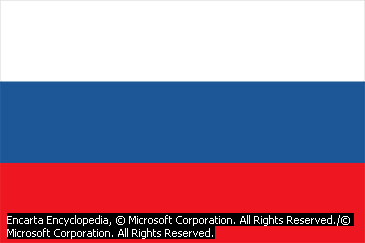 Encarta Encyclopedia, © Microsoft Corporation. All Rights Reserved./©
Microsoft Corporation. All Rights Reserved.